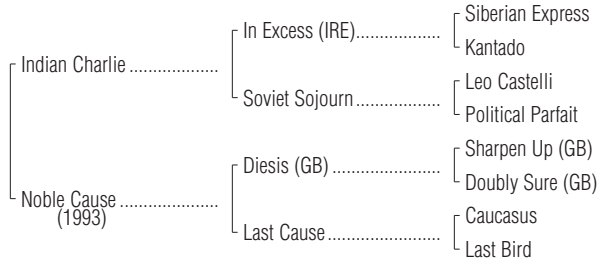 Siberian Express
In Excess (IRE)
Kantado
Indian Charlie
Leo Castelli
Soviet Sojourn
Political Parfait
Sharpen Up (GB)
Diesis (GB)
Doubly Sure (GB)
Noble Cause
(1993)
Caucasus
Last Cause
Last Bird